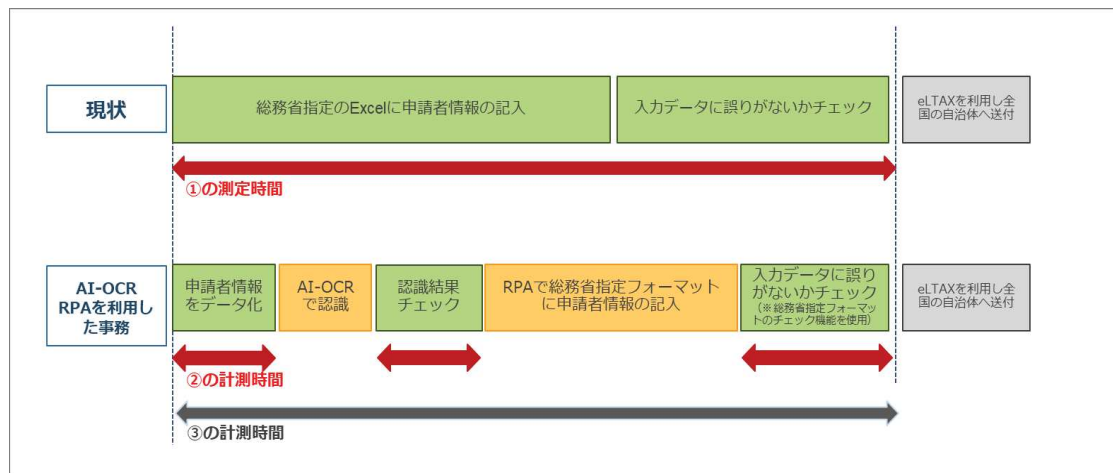 現状
総務省指定のExcelに申請者情報の記入
入力データに誤りがないかチェック
eLTAXを利用し全
国の自治体へ送付
①の測定時間
AI-OCR
RPAを利用し
た事務
申請者情報
をデータ化
AI-OCR
で認識
認識結果
チェック
RPAで総務省指定フォーマット
に申請者情報の記入
入力データに誤り
がないかチェック
(※総務省指定フォーマッ
トのチェック機能を使用)
eLTAXを利用し全
国の自治体へ送付
②の計測時間
③の計測時間